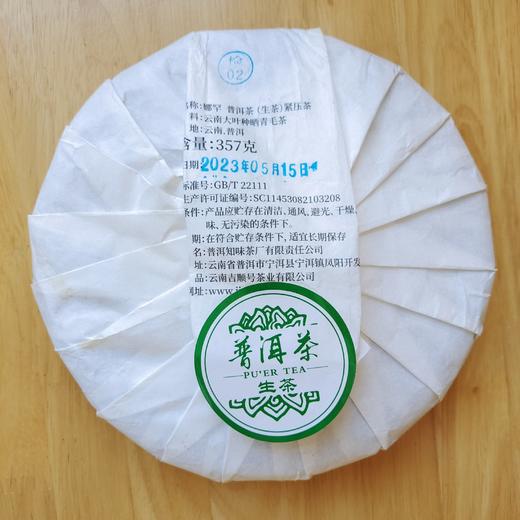 检
02
名称:娜罕 普洱茶(生茶)紧压茶
料:云南大叶种晒青毛茶
地:云南.普洱
含量:357克
日期:2023年05月15日
标准号:GB/T 22111
生产许可证编号:SC11453082103208
条件:产品应贮存在清洁、通风、避光、干燥、
味、无污染的条件下。
期:在符合贮存条件下,适宜长期保存
名:普洱知味茶厂有限责任公司
址:云南省普洱市宁洱县宁洱镇凤阳开发
品:云南吉顺号茶业有限公司
网址:
普洱茶
PU'ER TEA
生茶